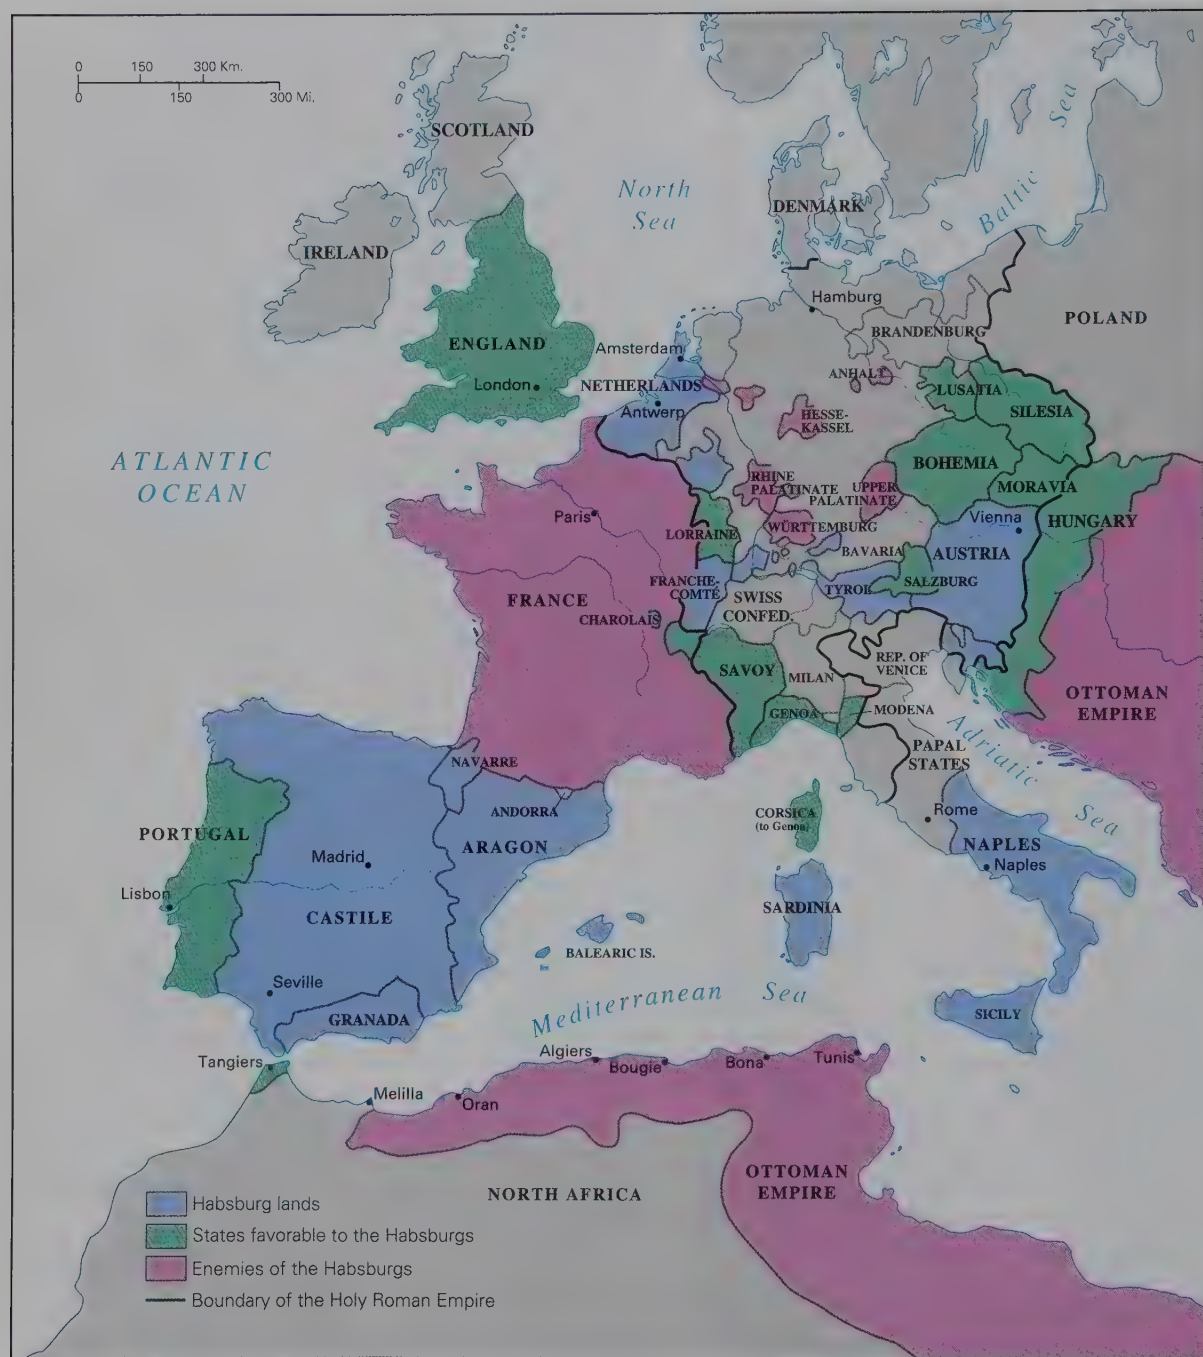 0 150 300 Km.
0 150 300 Mi.
SCOTLAND
North
Sea
Baltic Sea
DENMARK
IRELAND
Hamburg
POLAND
BRANDENBURG
ENGLAND
Amsterdam
ANHALT
London
NETHERLANDS
LUSATIA
Antwerp
HESSE-
KASSEL
SILESIA
ATLANTIC
OCEAN
BOHEMIA
RHINE
PALATINATE
UPPER
PALATINATE
MORAVIA
Paris
WÜRTTEMBURG
Vienna
HUNGARY
LORRAINE
BAVARIA
AUSTRIA
FRANCHE-
COMTÉ
TYROL
SALZBURG
FRANCE
SWISS
CONFED.
CHAROLAIS
REP. OF
VENICE
SAVOY
MILAN
OTTOMAN
EMPIRE
GENOA
MODENA
Adriatic Sea
PAPAL
STATES
NAVARRE
ANDORRA
CORSICA
(to Genoa)
Rome
PORTUGAL
ARAGON
NAPLES
Madrid
Naples
Lisbon
CASTILE
SARDINIA
BALEARIC IS.
Seville
Mediterranean Sea
GRANADA
SICILY
Tangiers
Algiers
Bougie
Bona
Tunis
Melilla
Oran
OTTOMAN
EMPIRE
NORTH AFRICA
Habsburg lands
States favorable to the Habsburgs
Enemies of the Habsburgs
Boundary of the Holy Roman Empire